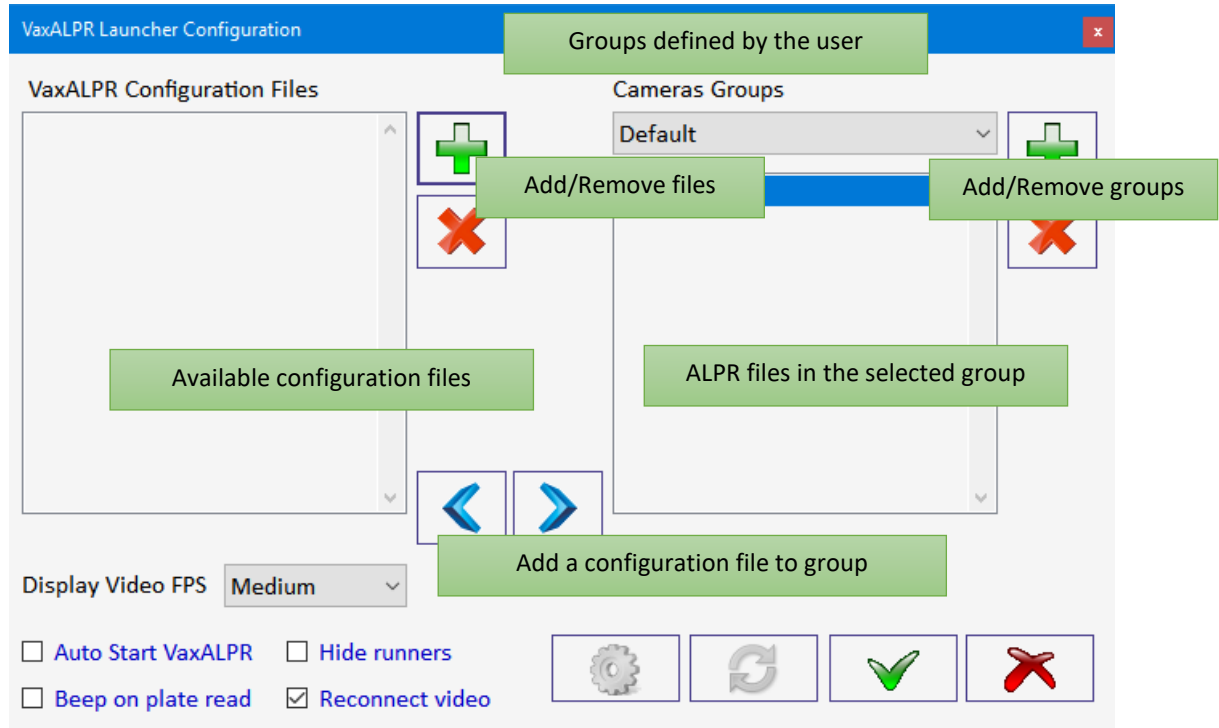 VaxALPR Launcher Configuration
Groups defined by the user
x
VaxALPR Configuration Files
Cameras Groups
Default
Add/Remove files
Add/Remove groups
Available configuration files
ALPR files in the selected group
Add a configuration file to group
Display Video FPS
Medium
Auto Start VaxALPR
Hide runners
Beep on plate read
Reconnect video